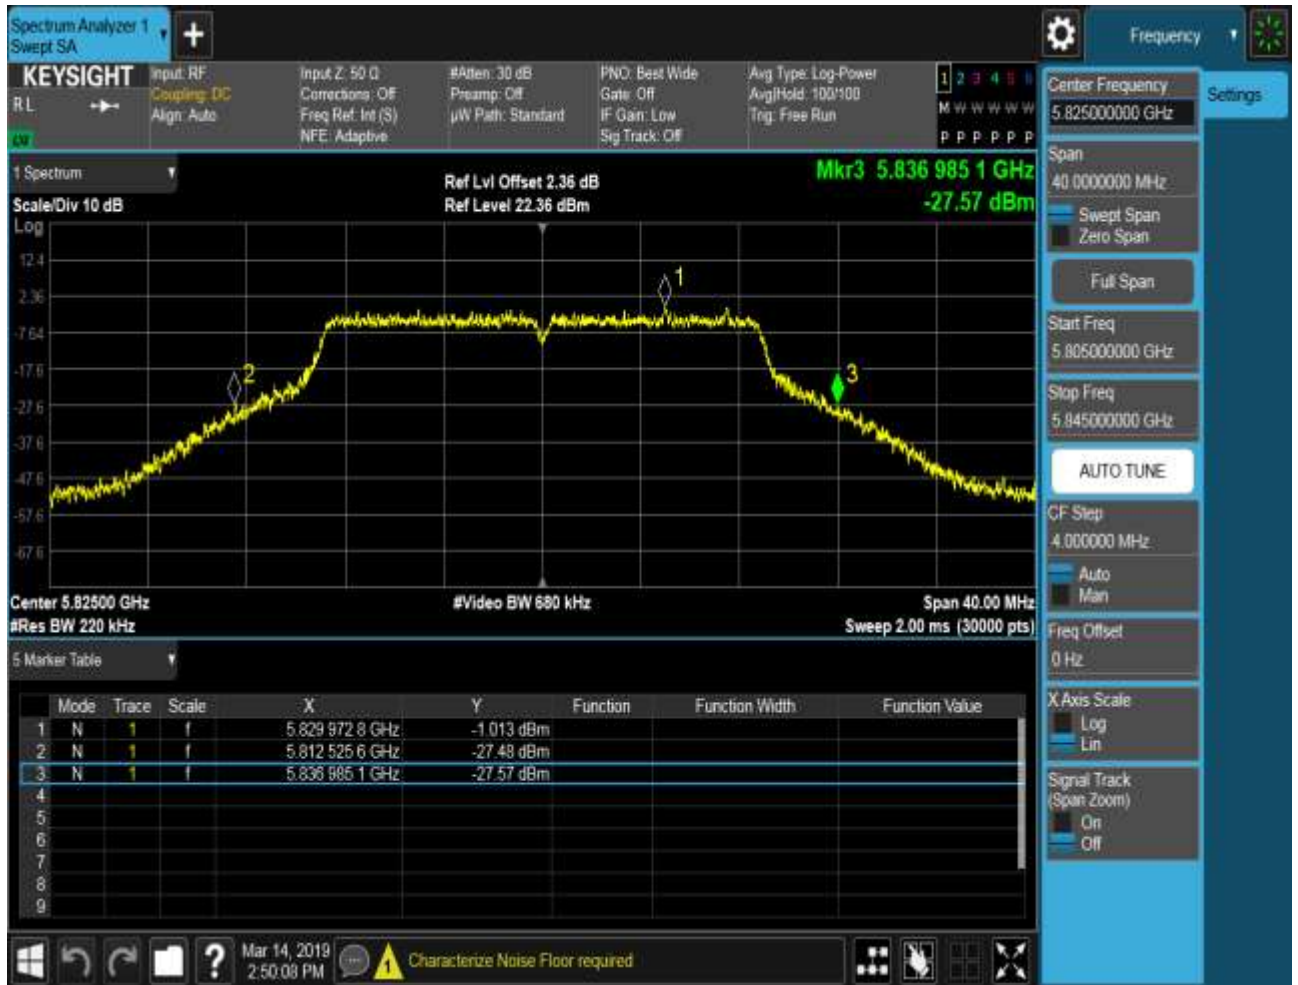 Spectrum Analyzer 1
Swept SA
+
Frequency
KEYSIGHT
RL
Input: RF
Coupling: DC
Align: Auto
Input Z: 50 Ω
Corrections: Off
Freq Ref: Int (S)
NFE: Adaptive
#Atten: 30 dB
Preamp: Off
µW Path: Standard
PNO: Best Wide
Gate: Off
IF Gain: Low
Sig Track: Off
Avg Type: Log-Power
Avg|Hold: 100/100
Trig: Free Run
1 2 3 4 5 6
M W W W W W
P P P P P P
1 Spectrum
Scale/Div 10 dB
Ref Lvl Offset 2.36 dB
Ref Level 22.36 dBm
Mkr3 5.836 985 1 GHz
-27.57 dBm
Log
12.4
2.36
-7.64
-17.6
-27.6
-37.6
-47.6
-57.6
-67.6
1
2
3
Center 5.82500 GHz
#Res BW 220 kHz
#Video BW 680 kHz
Span 40.00 MHz
Sweep 2.00 ms (30000 pts)
5 Marker Table
Mode Trace Scale X Y Function Function Width Function Value
1 N 1 f 5.829 972 8 GHz -1.013 dBm
2 N 1 f 5.812 525 6 GHz -27.48 dBm
3 N 1 f 5.836 985 1 GHz -27.57 dBm
4
5
6
7
8
9
Mar 14, 2019
2:50:08 PM
?
1
Characterize Noise Floor required
Center Frequency
5.825000000 GHz
Settings
Span
40.0000000 MHz
Swept Span
Zero Span
Full Span
Start Freq
5.805000000 GHz
Stop Freq
5.845000000 GHz
AUTO TUNE
CF Step
4.000000 MHz
Auto
Man
Freq Offset
0 Hz
X Axis Scale
Log
Lin
Signal Track
(Span Zoom)
On
Off